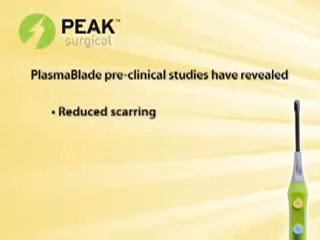 PEAK™
surgical
PlasmaBlade pre-clinical studies have revealed
• Reduced scarring